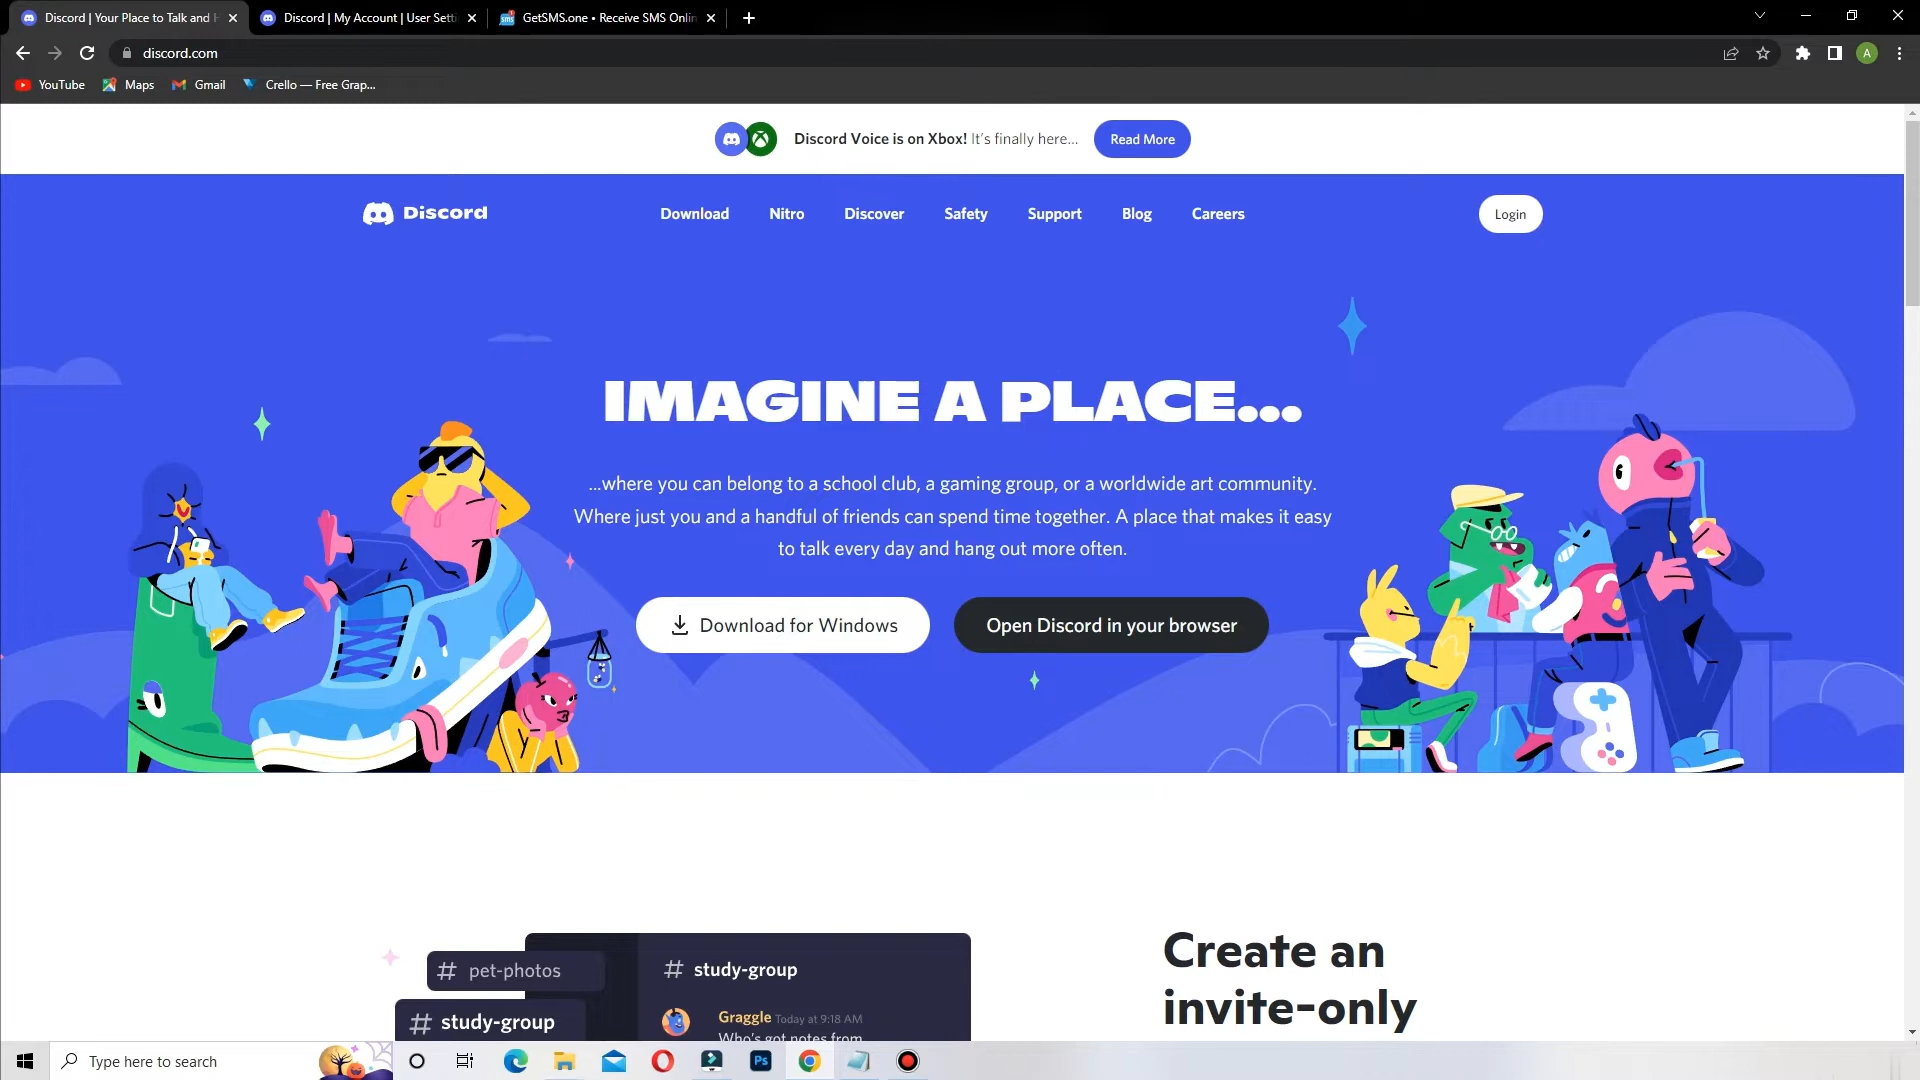 Discord | Your Place to Talk and H
Discord | My Account | User Setti
GetSMS.one • Receive SMS Onlin
discord.com
A
YouTube
Maps
Gmail
Crello — Free Grap...
Discord Voice is on Xbox! It's finally here...
Read More
Discord
Download
Nitro
Discover
Safety
Support
Blog
Careers
Login
IMAGINE A PLACE...
...where you can belong to a school club, a gaming group, or a worldwide art community.
Where just you and a handful of friends can spend time together. A place that makes it easy
to talk every day and hang out more often.
Download for Windows
Open Discord in your browser
# pet-photos
# study-group
# study-group
Graggle Today at 9:18 AM
Who's got notes from
Create an
invite-only
Type here to search
Ps